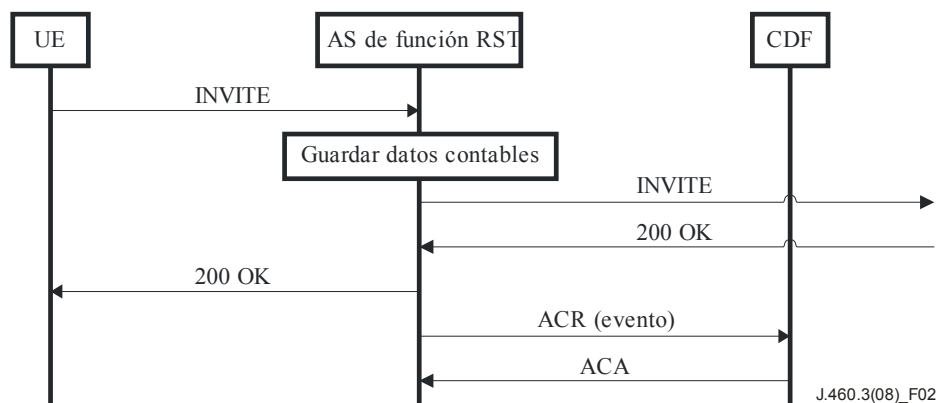 UE
AS de función RST
CDF
INVITE
Guardar datos contables
INVITE
200 OK
200 OK
ACR (evento)
ACA
J.460.3(08)_F02